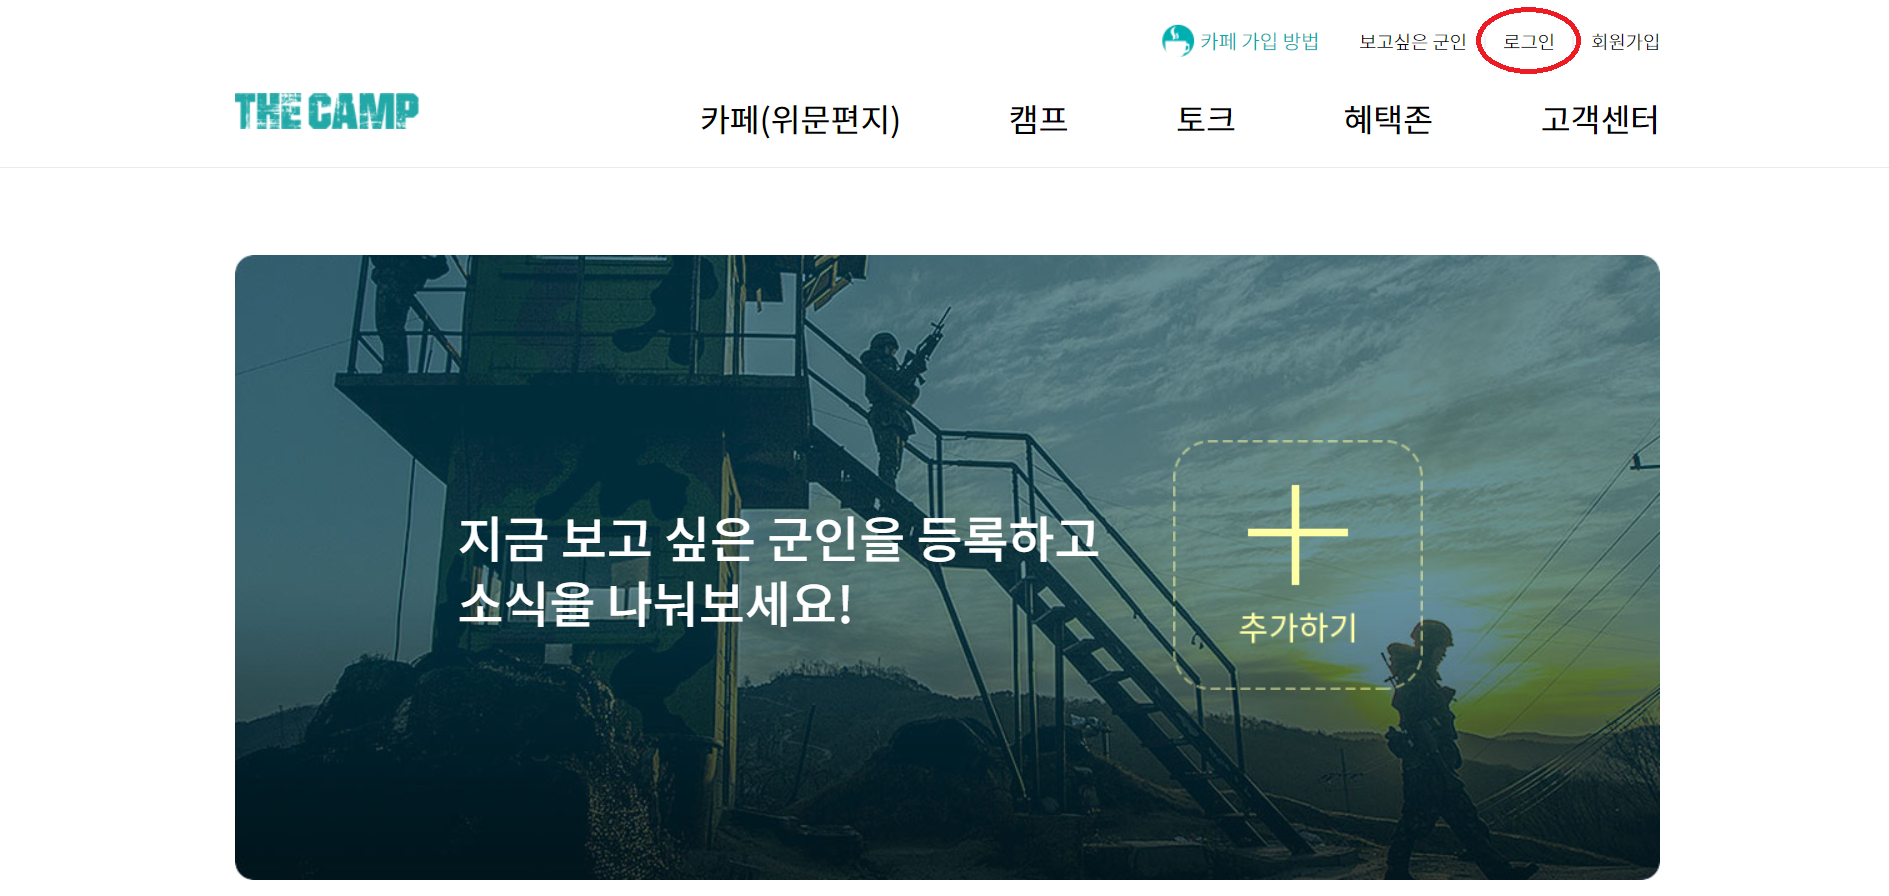 카페 가입 방법 보고싶은 군인 로그인 회원가입
THE CAMP 카페(위문편지) 캠프 토크 혜택존 고객센터
지금 보고 싶은 군인을 등록하고
소식을 나눠보세요!
추가하기